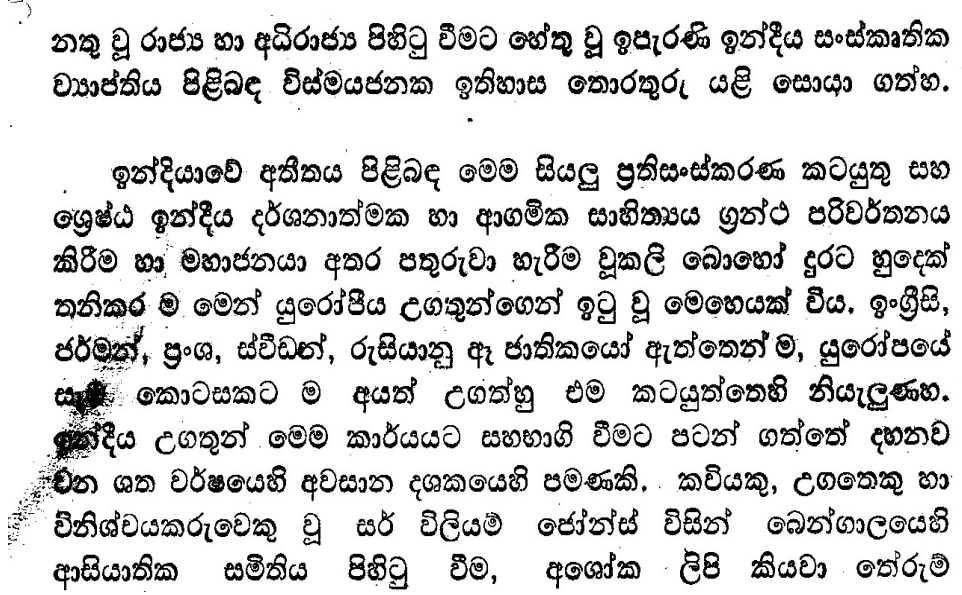 නතු වූ රාජ්‍ය හා අධිරාජ්‍ය පිහිටු වීමට හේතු වූ ඉපැරණි ඉන්දීය සංස්කෘතික
ව්‍යාප්තිය පිළිබඳ විස්මයජනක ඉතිහාස තොරතුරු යළි සොයා ගත්හ.
ඉන්දියාවේ අතීතය පිළිබඳ මෙම සියලු ප්‍රතිසංස්කරණ කටයුතු සහ
ශ්‍රෙෂ්ඨ ඉන්දීය දර්ශනාත්මක හා ආගමික සාහිත්‍යය ග්‍රන්ථ පරිවර්තනය
කිරීම හා මහාජනයා අතර පතුරුවා හැරීම වූකලි බොහෝ දුරට හුදෙක්
තනිකර ම මෙන් යුරෝපීය උගතුන්ගෙන් ඉටු වූ මෙහෙයක් විය. ඉංග්‍රීසි,
ජර්මන්, ප්‍රංශ, ස්වීඩන්, රුසියානු ඈ ජාතිකයෝ ඇත්තෙන් ම, යුරෝපයේ
සෑම කොටසකට ම අයත් උගත්හු එම කටයුත්තෙහි නියැලුණහ.
ඉන්දීය උගතුන් මෙම කාර්යයට සහභාගි වීමට පටන් ගත්තේ දහනව
වන ශත වර්ෂයෙහි අවසාන දශකයෙහි පමණකි. කවියකු, උගතෙකු හා
විනිශ්චයකරුවෙකු වූ සර් විලියම් ජෝන්ස් විසින් බෙන්ගාලයෙහි
ආසියාතික සමිතිය පිහිටු වීම, අශෝක ලිපි කියවා තේරුම්